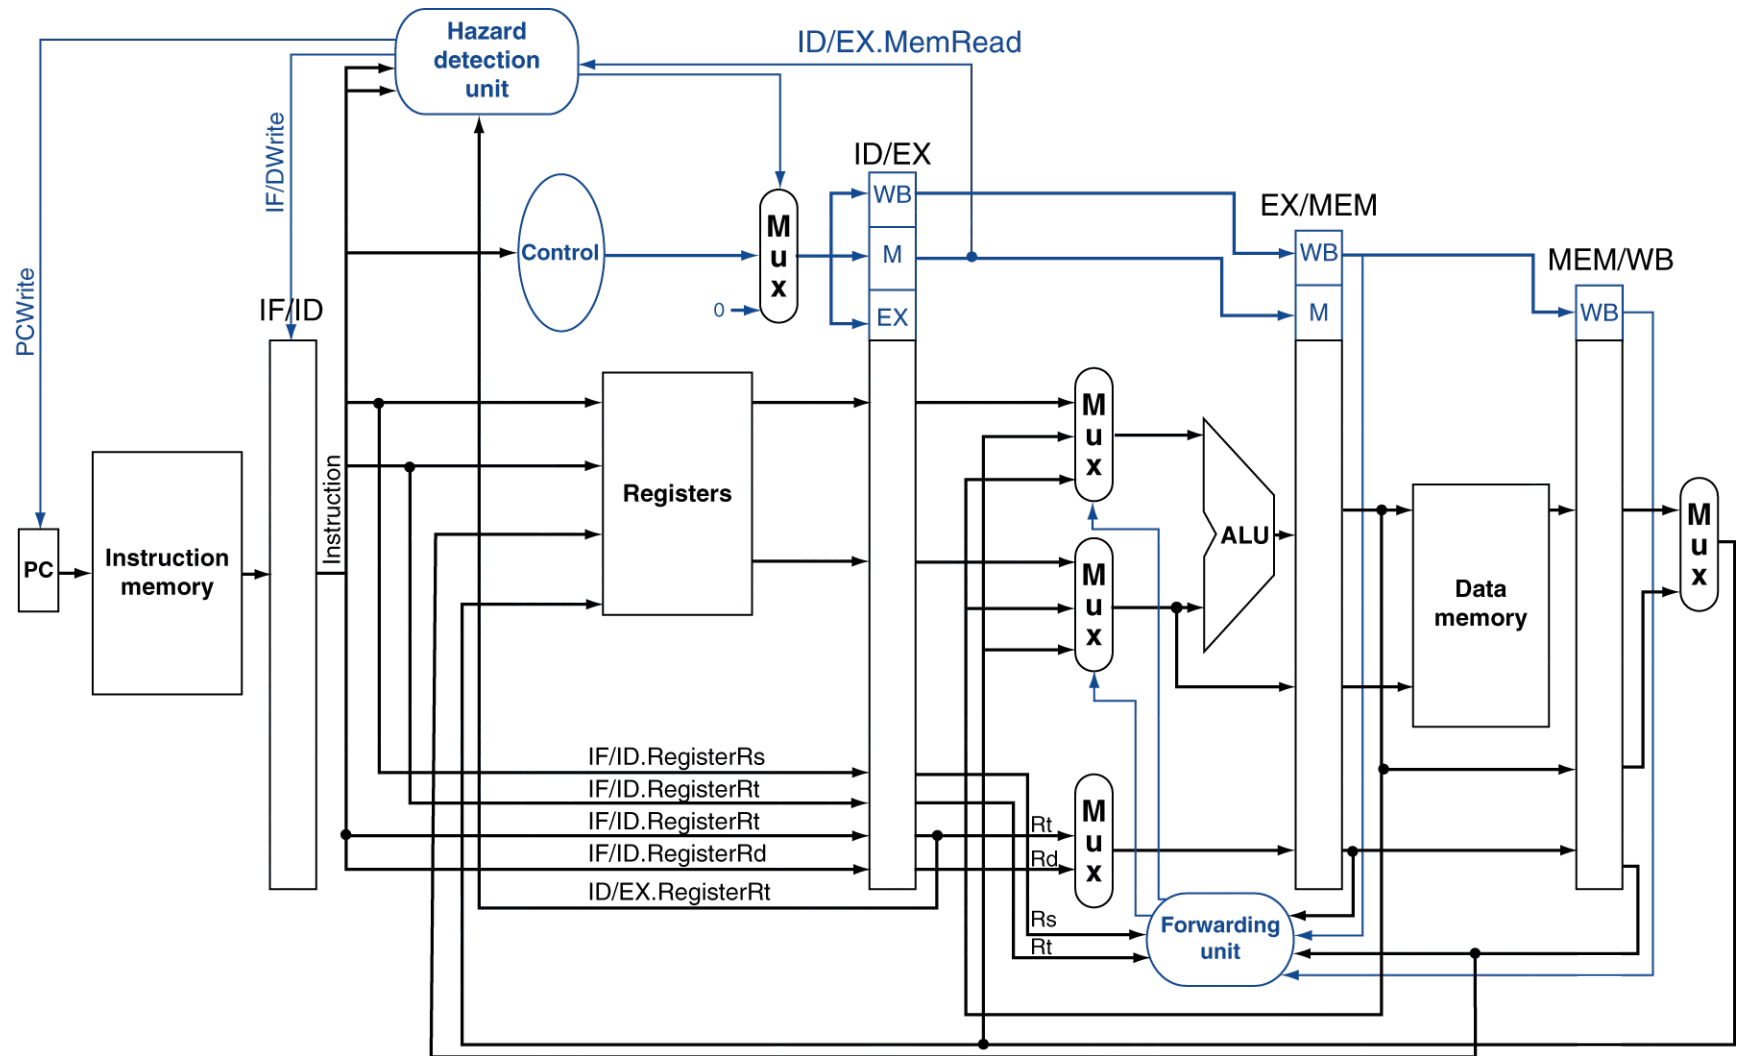 Hazard
detection
unit
ID/EX.MemRead
IF/DWrite
PCWrite
ID/EX
WB
M
EX
EX/MEM
WB
M
MEM/WB
WB
Control
M
u
x
0
IF/ID
Instruction
PC
Instruction
memory
Registers
M
u
x
M
u
x
ALU
Data
memory
M
u
x
IF/ID.RegisterRs
IF/ID.RegisterRt
IF/ID.RegisterRt
IF/ID.RegisterRd
ID/EX.RegisterRt
Rt
Rd
M
u
x
Rs
Rt
Forwarding
unit